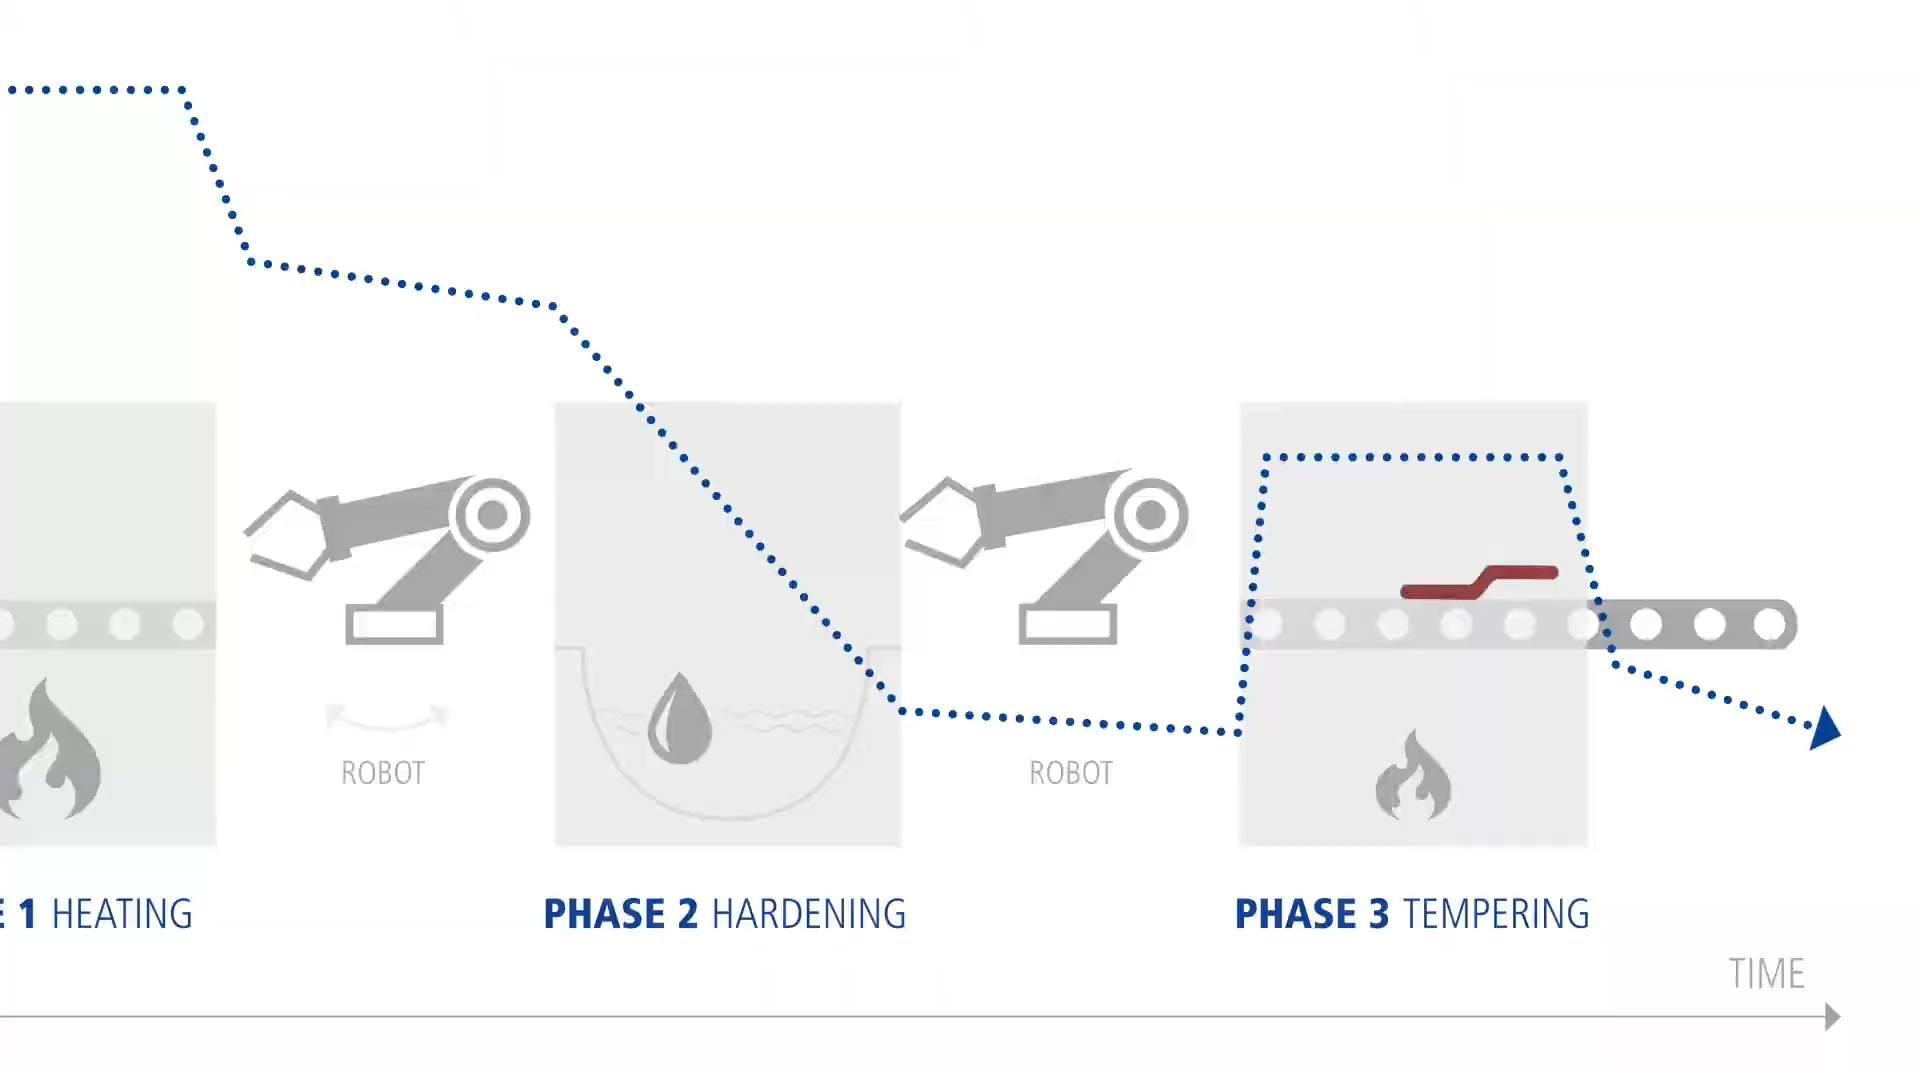 ROBOT
ROBOT
E 1 HEATING
PHASE 2 HARDENING
PHASE 3 TEMPERING
TIME